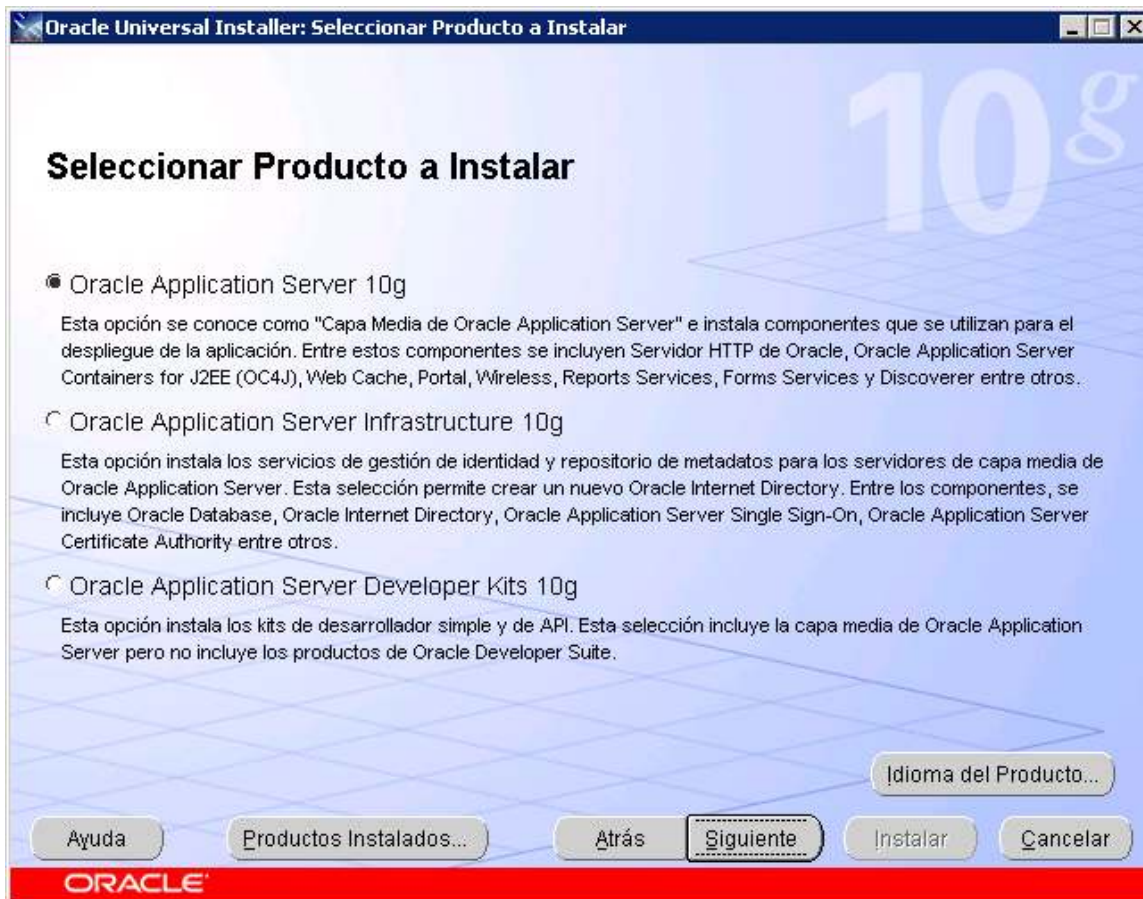 Oracle Universal Installer: Seleccionar Producto a Instalar
10g
Seleccionar Producto a Instalar
Oracle Application Server 10g
Esta opción se conoce como "Capa Media de Oracle Application Server" e instala componentes que se utilizan para el
despliegue de la aplicación. Entre estos componentes se incluyen Servidor HTTP de Oracle, Oracle Application Server
Containers for J2EE (OC4J), Web Cache, Portal, Wireless, Reports Services, Forms Services y Discoverer entre otros.
Oracle Application Server Infrastructure 10g
Esta opción instala los servicios de gestión de identidad y repositorio de metadatos para los servidores de capa media de
Oracle Application Server. Esta selección permite crear un nuevo Oracle Internet Directory. Entre los componentes, se
incluye Oracle Database, Oracle Internet Directory, Oracle Application Server Single Sign-On, Oracle Application Server
Certificate Authority entre otros.
Oracle Application Server Developer Kits 10g
Esta opción instala los kits de desarrollador simple y de API. Esta selección incluye la capa media de Oracle Application
Server pero no incluye los productos de Oracle Developer Suite.
Idioma del Producto...
Ayuda Productos Instalados... Atrás Siguiente Instalar Cancelar
ORACLE